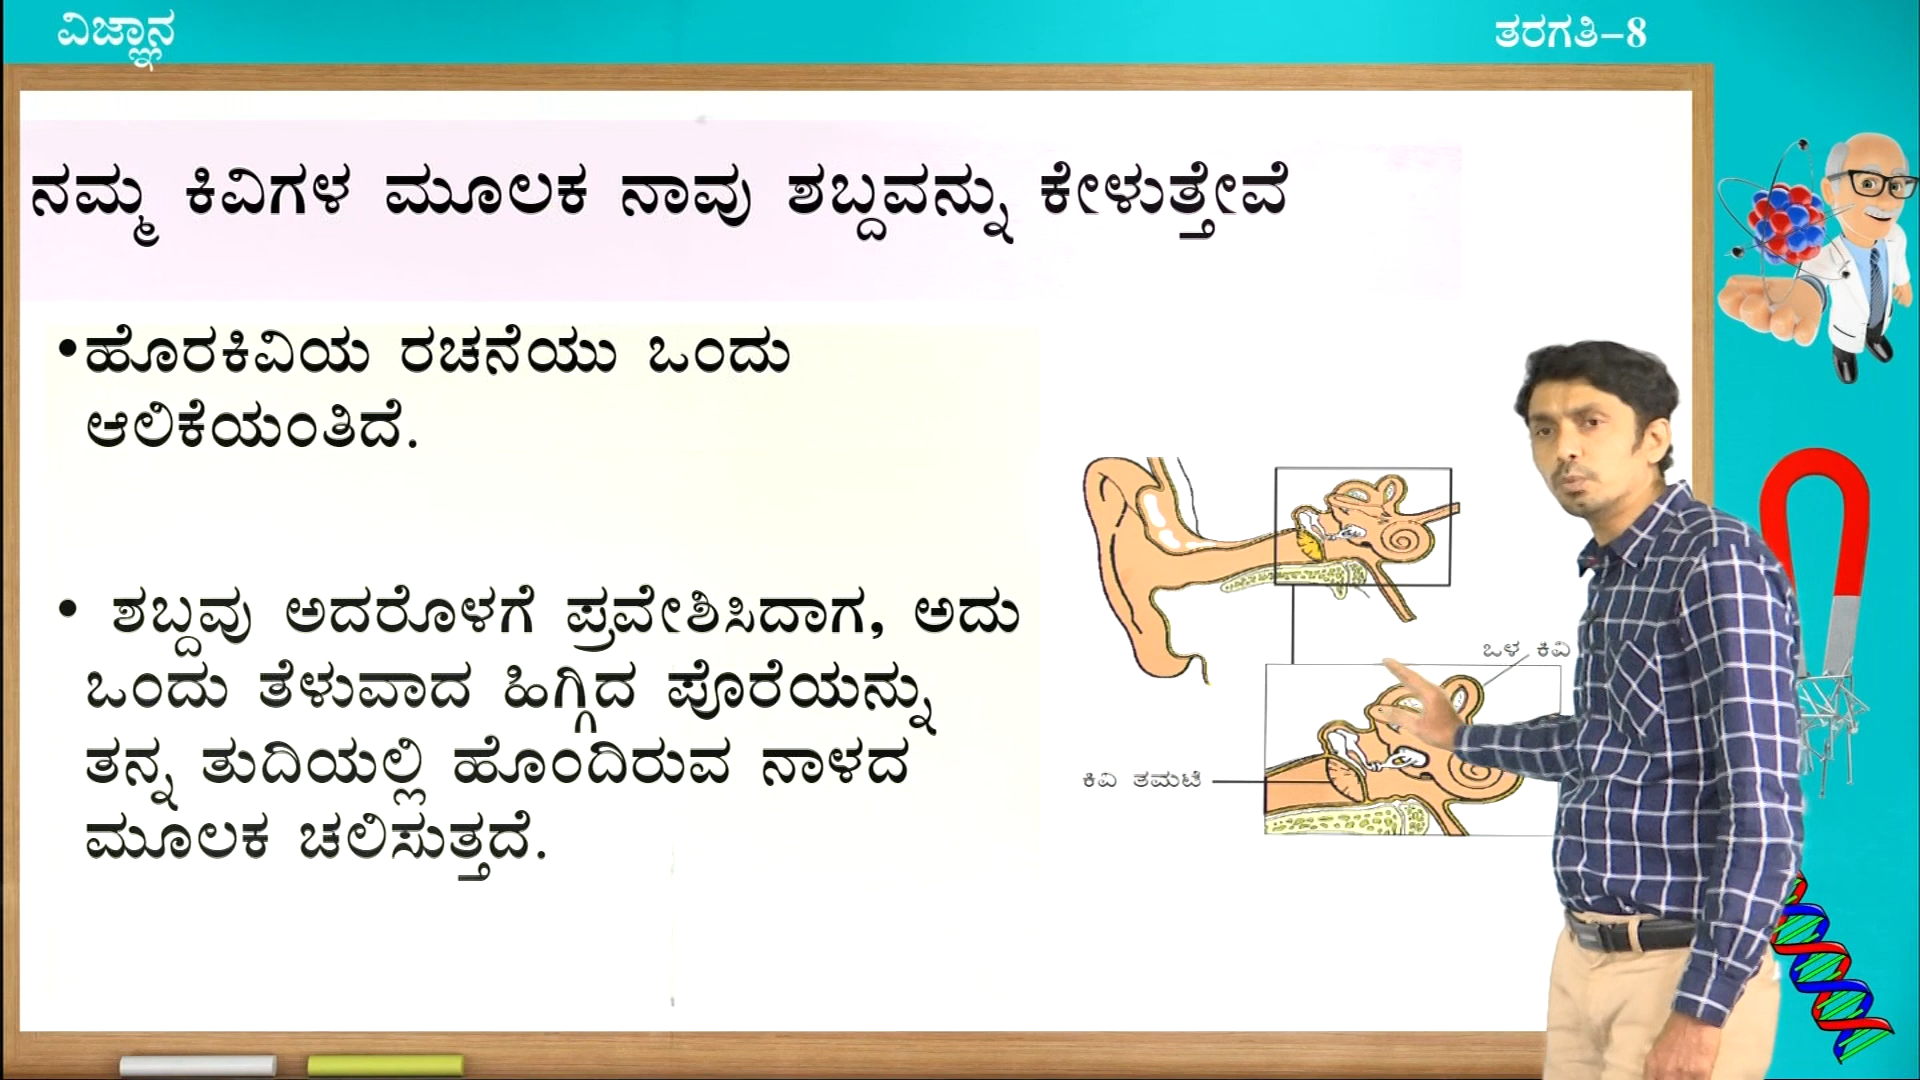 ವಿಜ್ಞಾನ
ತರಗತಿ–8
ನಮ್ಮ ಕಿವಿಗಳ ಮೂಲಕ ನಾವು ಶಬ್ದವನ್ನು ಕೇಳುತ್ತೇವೆ
•ಹೊರಕಿವಿಯ ರಚನೆಯು ಒಂದು
ಆಲಿಕೆಯಂತಿದೆ.
• ಶಬ್ದವು ಅದರೊಳಗೆ ಪ್ರವೇಶಿಸಿದಾಗ, ಅದು
ಒಂದು ತೆಳುವಾದ ಹಿಗ್ಗಿದ ಪೊರೆಯನ್ನು
ತನ್ನ ತುದಿಯಲ್ಲಿ ಹೊಂದಿರುವ ನಾಳದ
ಮೂಲಕ ಚಲಿಸುತ್ತದೆ.
ಒಳ ಕಿವಿ
ಕಿವಿ ತಮಟೆ